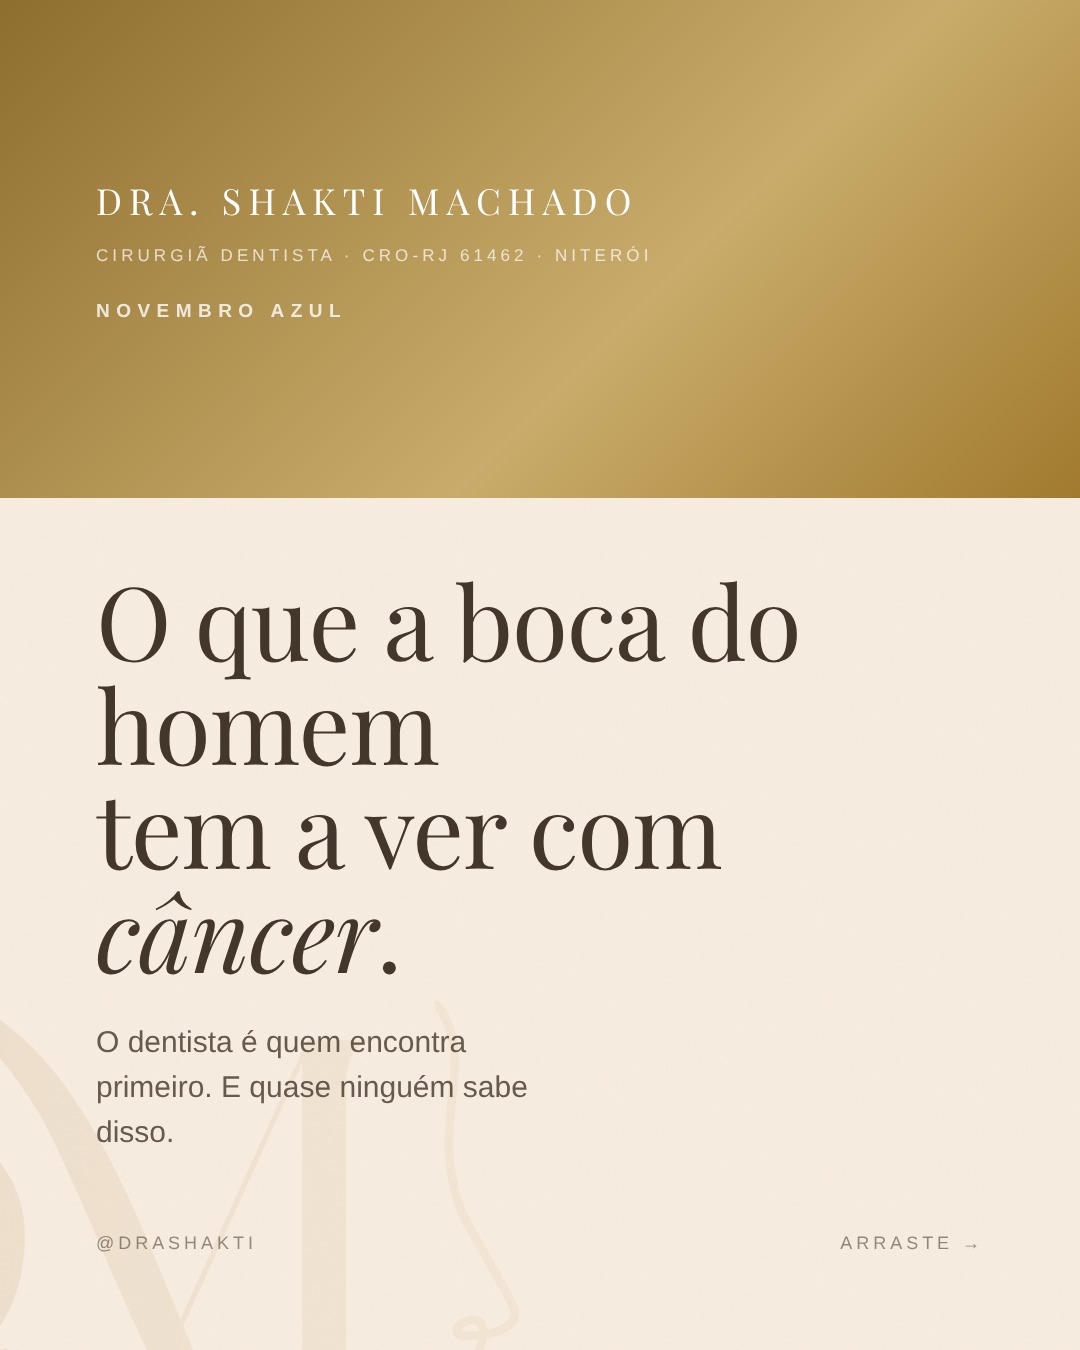 DRA. SHAKTI MACHADO
CIRURGIÃ DENTISTA · CRO-RJ 61462 · NITERÓI
NOVEMBRO AZUL
O que a boca do
homem
tem a ver com
câncer.
O dentista é quem encontra
primeiro. E quase ninguém sabe
disso.
@DRASHAKTI
ARRASTE →